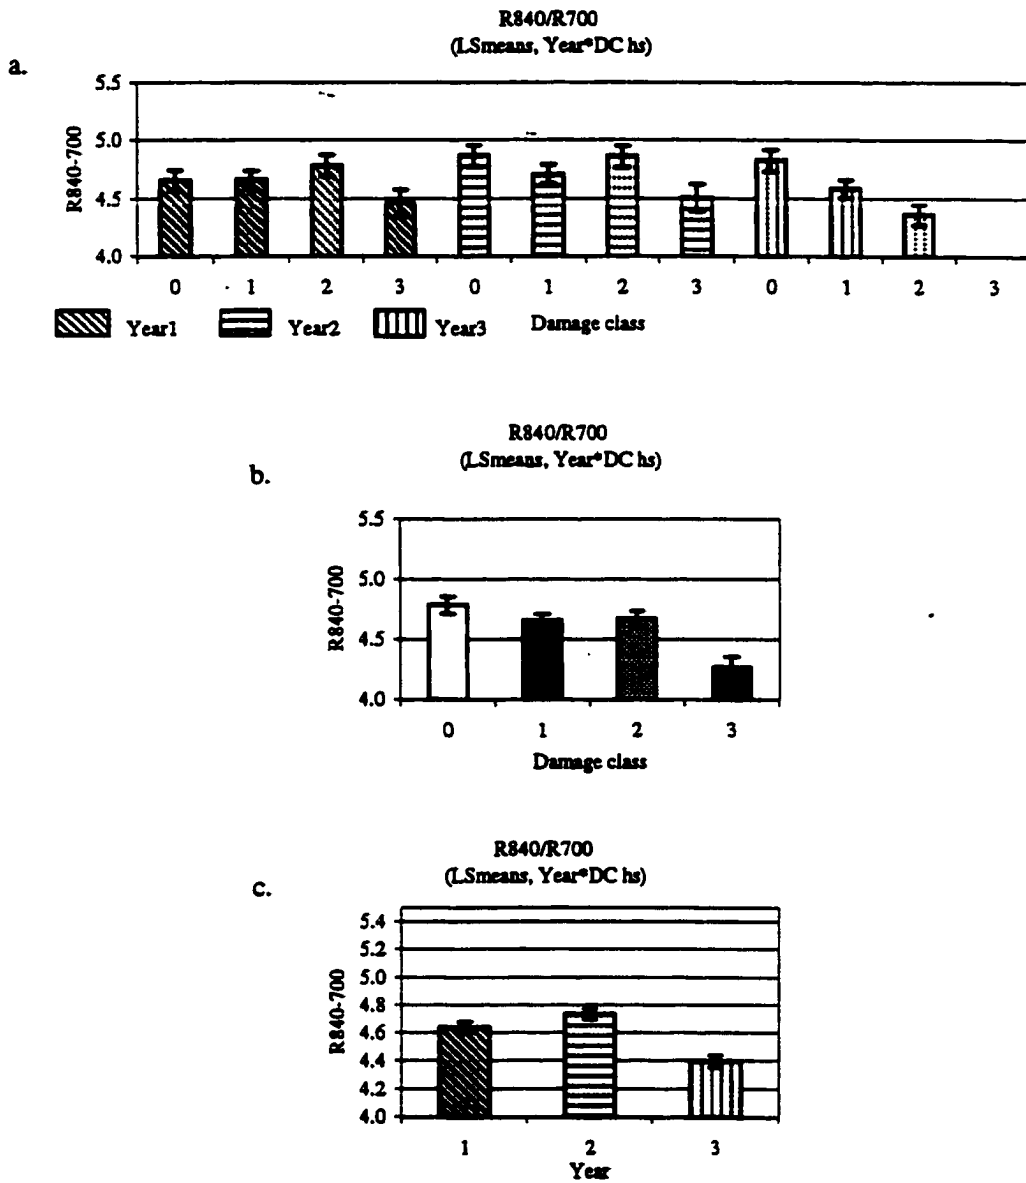 R840/R700
(LSmeans, Year*DC hs)
a.
5.5
5.0
4.5
4.0
R840-700
0 1 2 3 0 1 2 3 0 1 2 3
Year1 Year2 Year3 Damage class
R840/R700
(LSmeans, Year*DC hs)
b.
5.5
5.0
4.5
4.0
R840-700
0 1 2 3
Damage class
R840/R700
(LSmeans, Year*DC hs)
c.
5.4
5.2
5.0
4.8
4.6
4.4
4.2
4.0
R840-700
1 2 3
Year